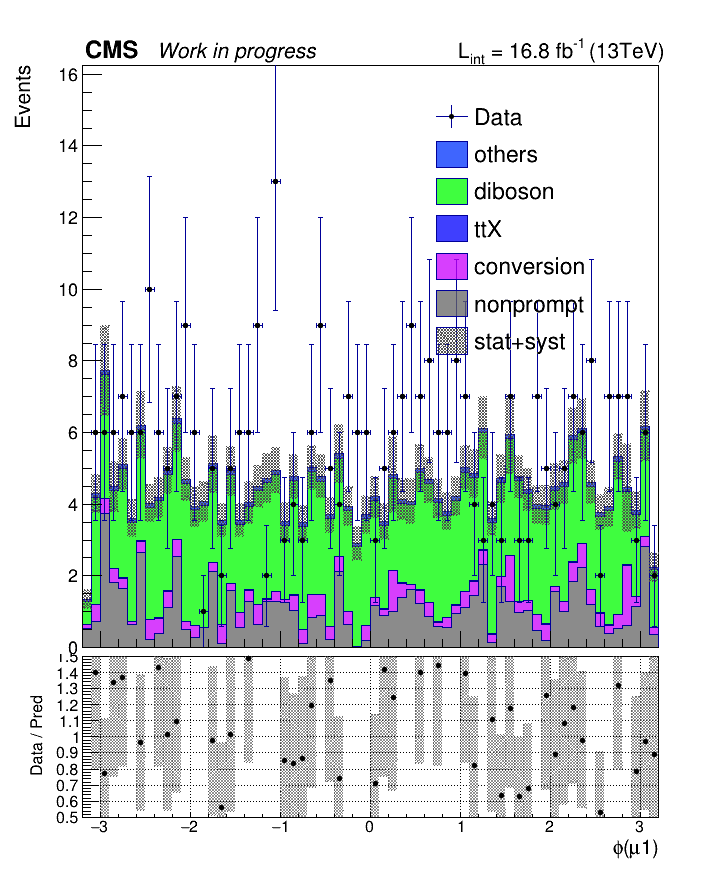 CMS Work in progress L_int = 16.8 fb^-1 (13TeV)
Events
16
14
12
10
8
6
4
2
0
Data
others
diboson
ttX
conversion
nonprompt
stat+syst
Data / Pred
1.5
1.4
1.3
1.2
1.1
1
0.9
0.8
0.7
0.6
0.5
−3 −2 −1 0 1 2 3
ϕ(μ1)